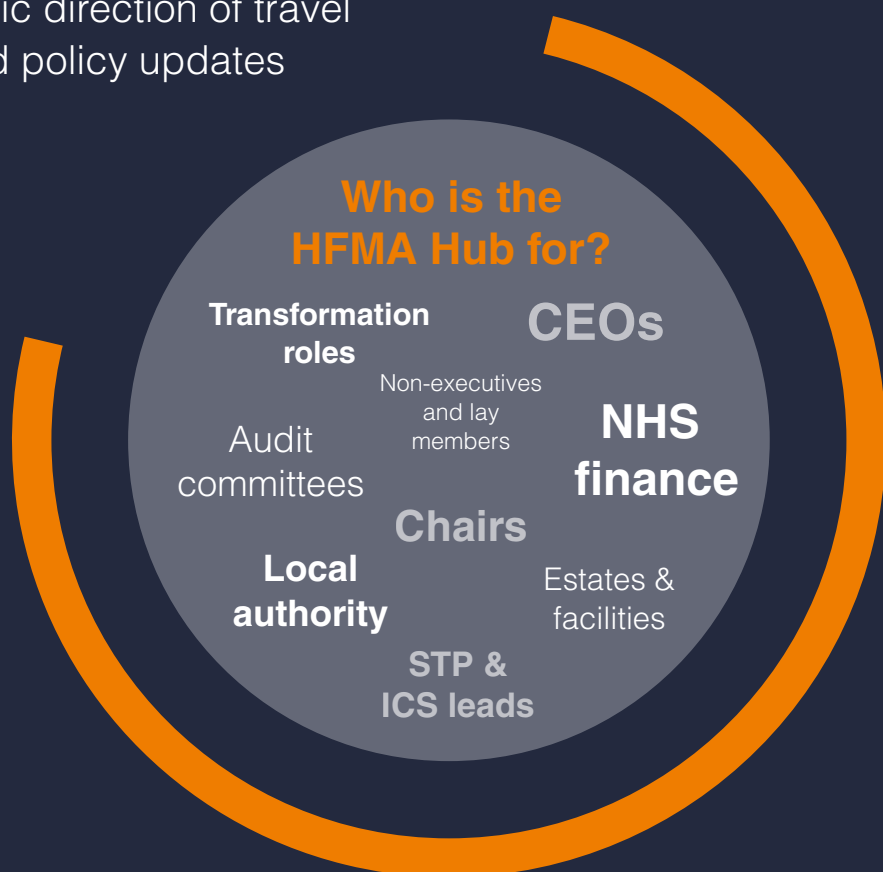 ic direction of travel
d policy updates
Who is the
HFMA Hub for?
Transformation
roles
CEOs
Non-executives
and lay
members
NHS
finance
Audit
committees
Chairs
Local
authority
Estates &
facilities
STP &
ICS leads